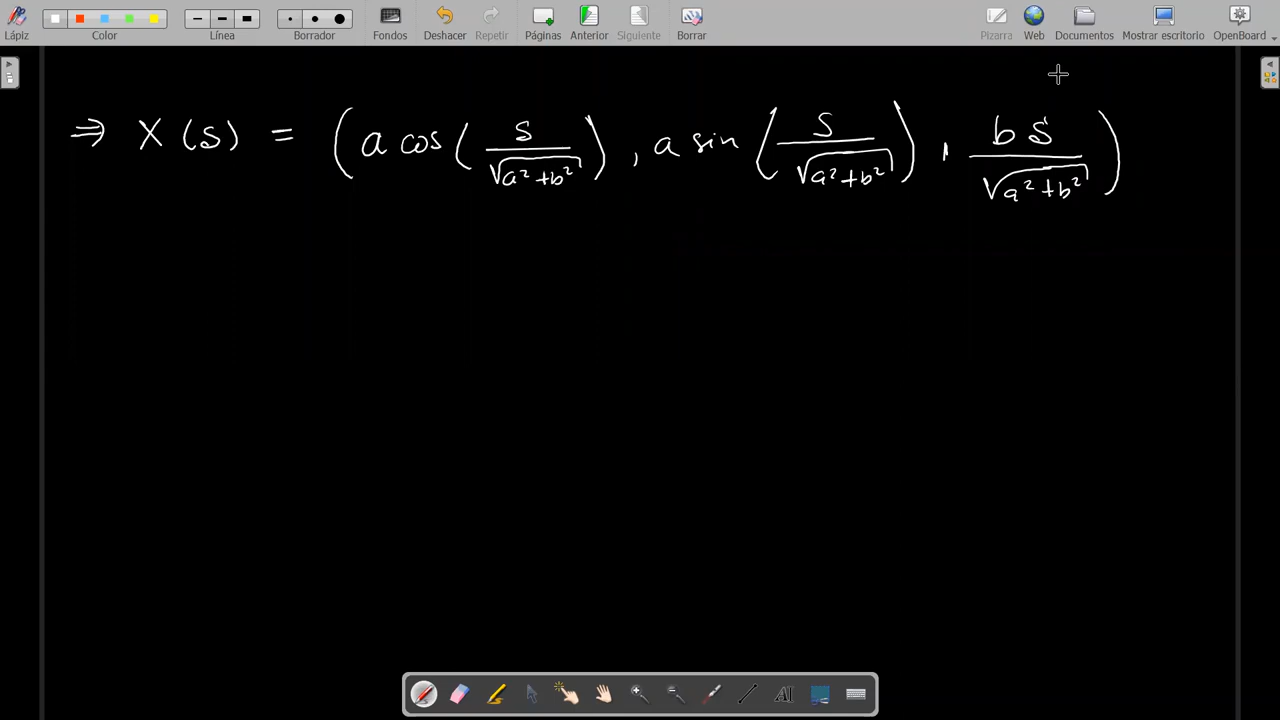 Lápiz Color Línea Borrador Fondos Deshacer Repetir Páginas Anterior Siguiente Borrar Pizarra Web Documentos Mostrar escritorio OpenBoard
⇒ X(s) = (a cos(s/√(a²+b²)), a sin(s/√(a²+b²)), bs/√(a²+b²))
AI